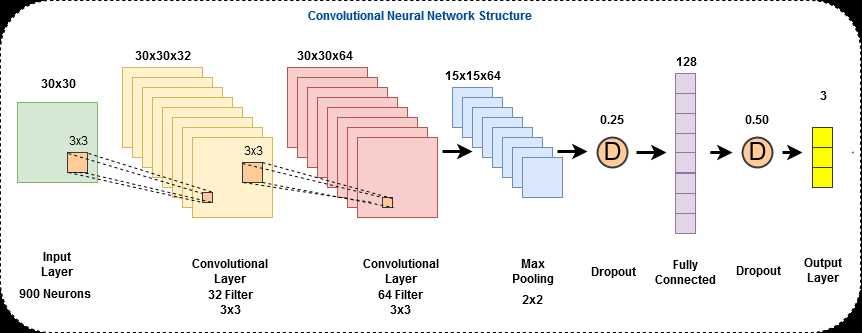 Convolutional Neural Network Structure
30x30
30x30x32
30x30x64
15x15x64
128
0.25
0.50
3
3x3
3x3
D
D
Input
Layer
900 Neurons
Convolutional
Layer
32 Filter
3x3
Convolutional
Layer
64 Filter
3x3
Max
Pooling
2x2
Dropout
Fully
Connected
Dropout
Output
Layer